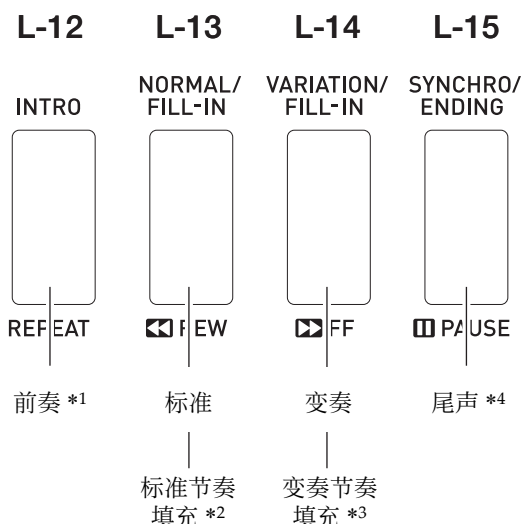 L-12 L-13 L-14 L-15
NORMAL/ VARIATION/ SYNCHRO/
INTRO FILL-IN FILL-IN ENDING
REPEAT REW FF PAUSE
前奏 *1 标准 变奏 尾声 *4
标准节奏 变奏节奏
填充 *2 填充 *3